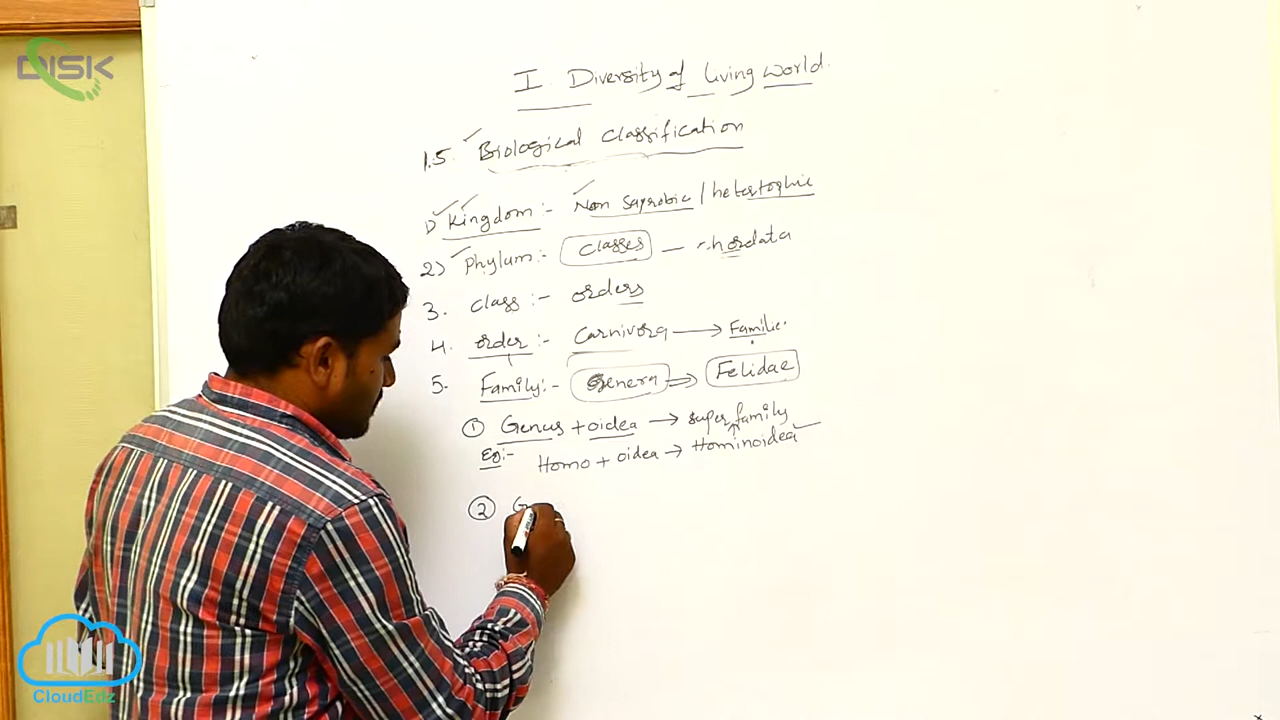 DISK
I. Diversity of Living World.
1.5. Biological Classification
1) Kingdom:- Non Saprobic / hetertophic
2) Phylum:- Classes — chordata
3. class:- orders
4. order:- Carnivora → Familie.
5. Family:- Genera ⇒ Felidae
① Genus + oidea → super family
Eg:- Homo + oidea → Hominoidea
② G
CloudEdz